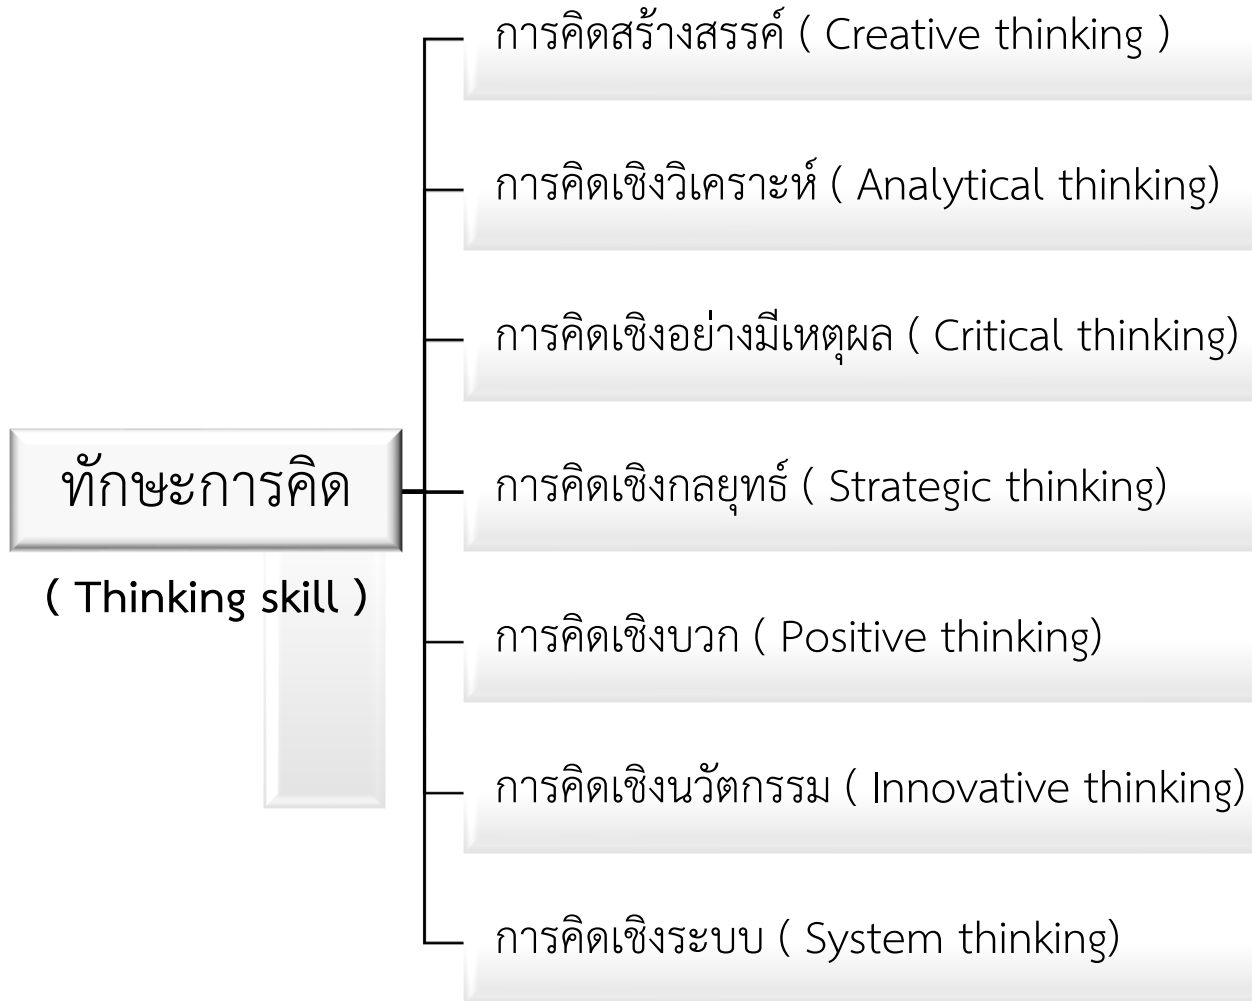 การคิดสร้างสรรค์ ( Creative thinking )
การคิดเชิงวิเคราะห์ ( Analytical thinking)
การคิดเชิงอย่างมีเหตุผล ( Critical thinking)
ทักษะการคิด
( Thinking skill )
การคิดเชิงกลยุทธ์ ( Strategic thinking)
การคิดเชิงบวก ( Positive thinking)
การคิดเชิงนวัตกรรม ( Innovative thinking)
การคิดเชิงระบบ ( System thinking)